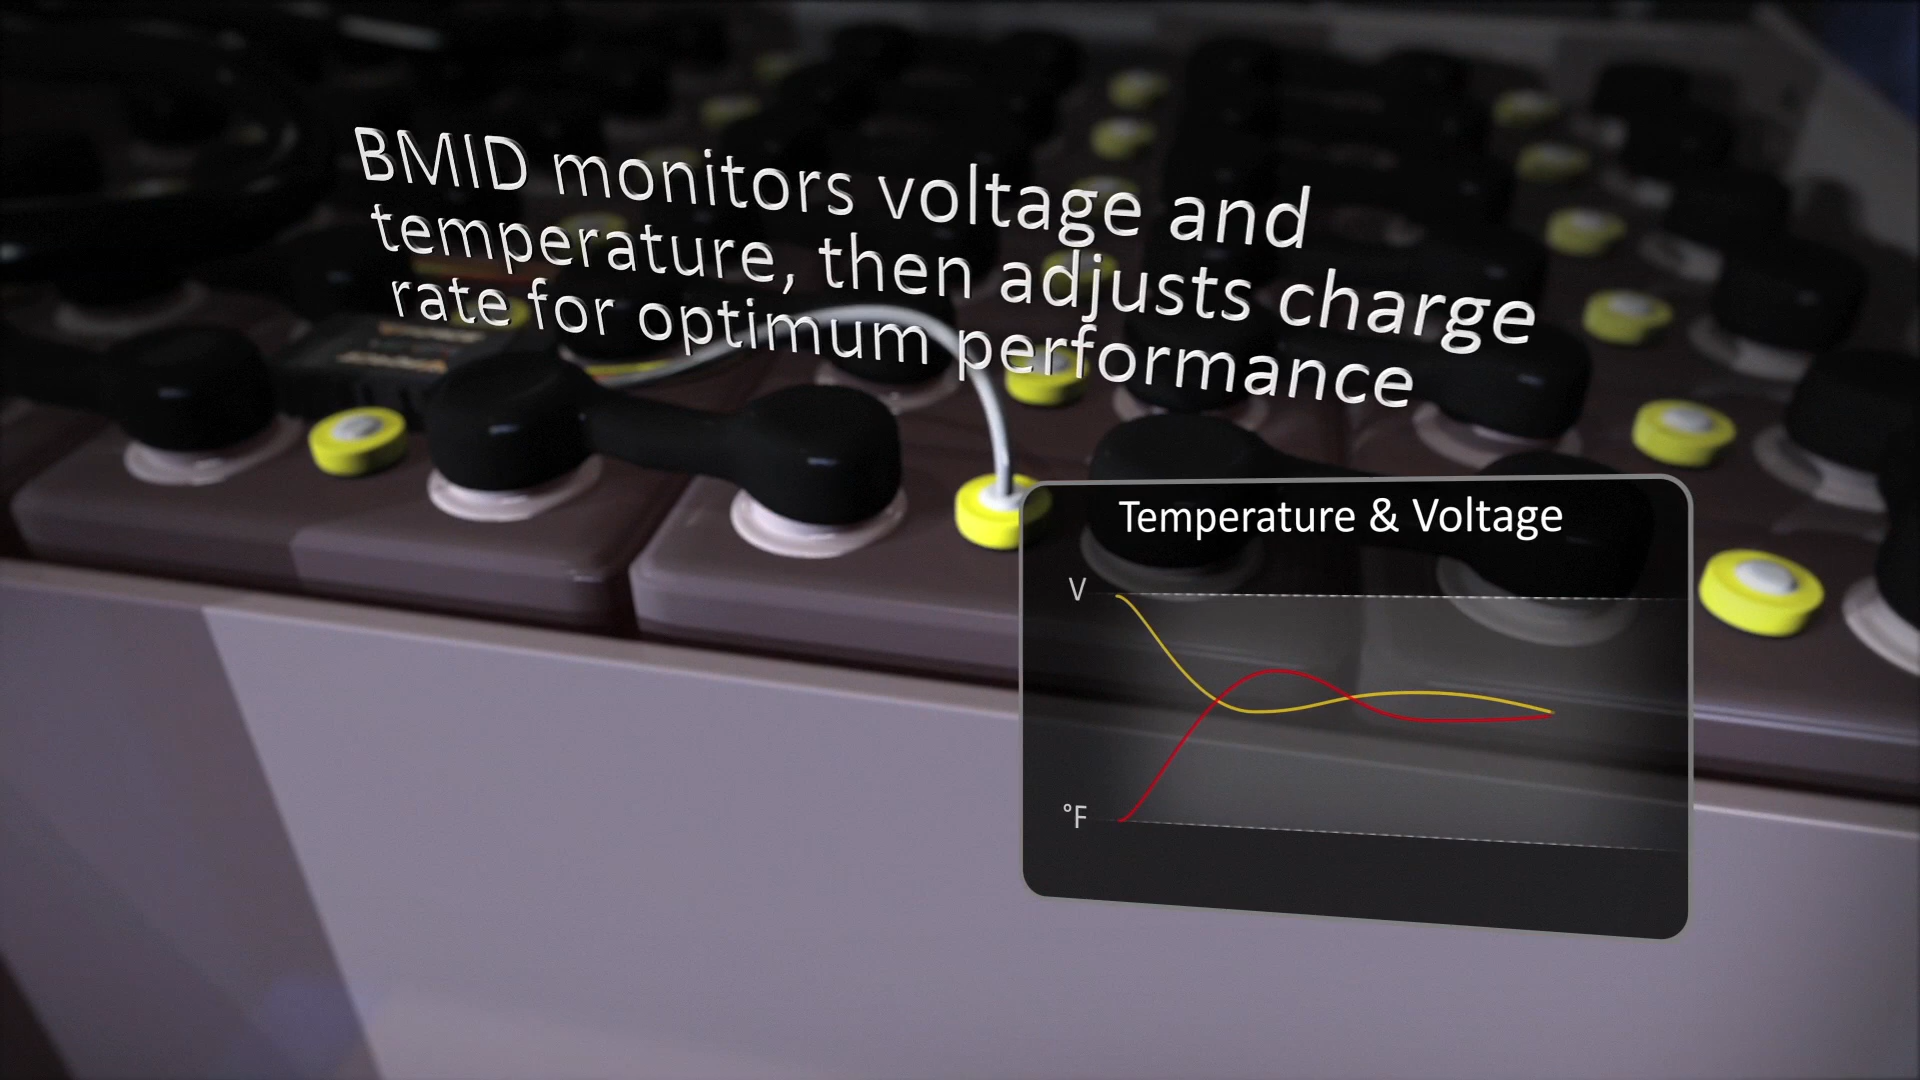 BMID monitors voltage and
temperature, then adjusts charge
rate for optimum performance
Temperature & Voltage
V
°F